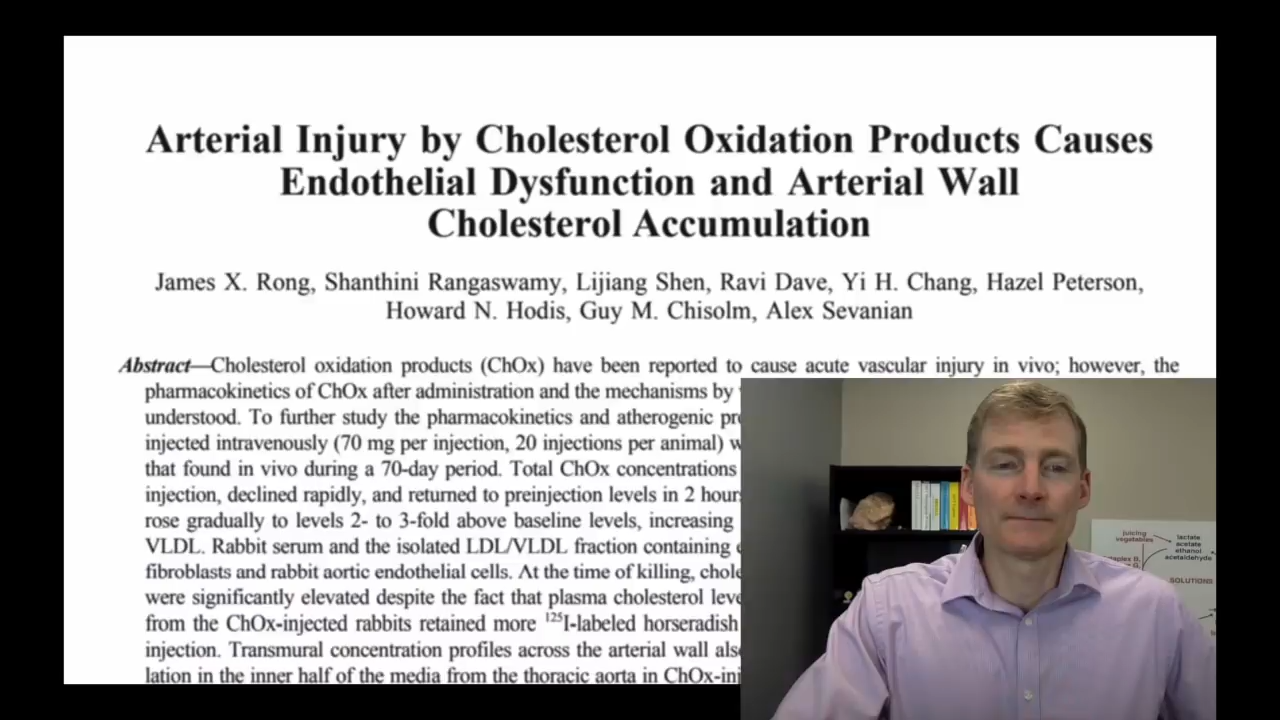 Arterial Injury by Cholesterol Oxidation Products Causes
Endothelial Dysfunction and Arterial Wall
Cholesterol Accumulation
James X. Rong, Shanthini Rangaswamy, Lijiang Shen, Ravi Dave, Yi H. Chang, Hazel Peterson,
Howard N. Hodis, Guy M. Chisolm, Alex Sevanian
Abstract—Cholesterol oxidation products (ChOx) have been reported to cause acute vascular injury in vivo; however, the
pharmacokinetics of ChOx after administration and the mechanisms by
understood. To further study the pharmacokinetics and atherogenic
injected intravenously (70 mg per injection, 20 injections per animal)
that found in vivo during a 70-day period. Total ChOx concentrations
injection, declined rapidly, and returned to preinjection levels in 2
rose gradually to levels 2- to 3-fold above baseline levels, increasing
VLDL. Rabbit serum and the isolated LDL/VLDL fraction containing
fibroblasts and rabbit aortic endothelial cells. At the time of killing,
were significantly elevated despite the fact that plasma cholesterol
from the ChOx-injected rabbits retained more ¹²⁵I-labeled horseradish
injection. Transmural concentration profiles across the arterial wall
lation in the inner half of the media from the thoracic aorta in
juicing
vegetables
lactate
acetate
ethanol
acetaldehyde
SOLUTIONS